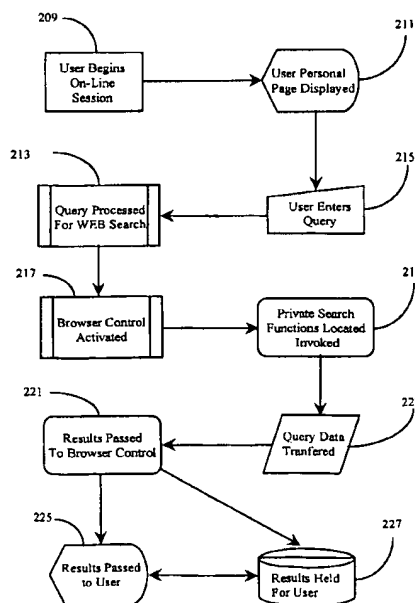 209
211
User Begins
On-Line
Session
User Personal
Page Displayed
213
215
Query Processed
For WEB Search
User Enters
Query
217
21
Browser Control
Activated
Private Search
Functions Located
Invoked
221
22
Results Passed
To Browser Control
Query Data
Tranfered
225
227
Results Passed
to User
Results Held
For User